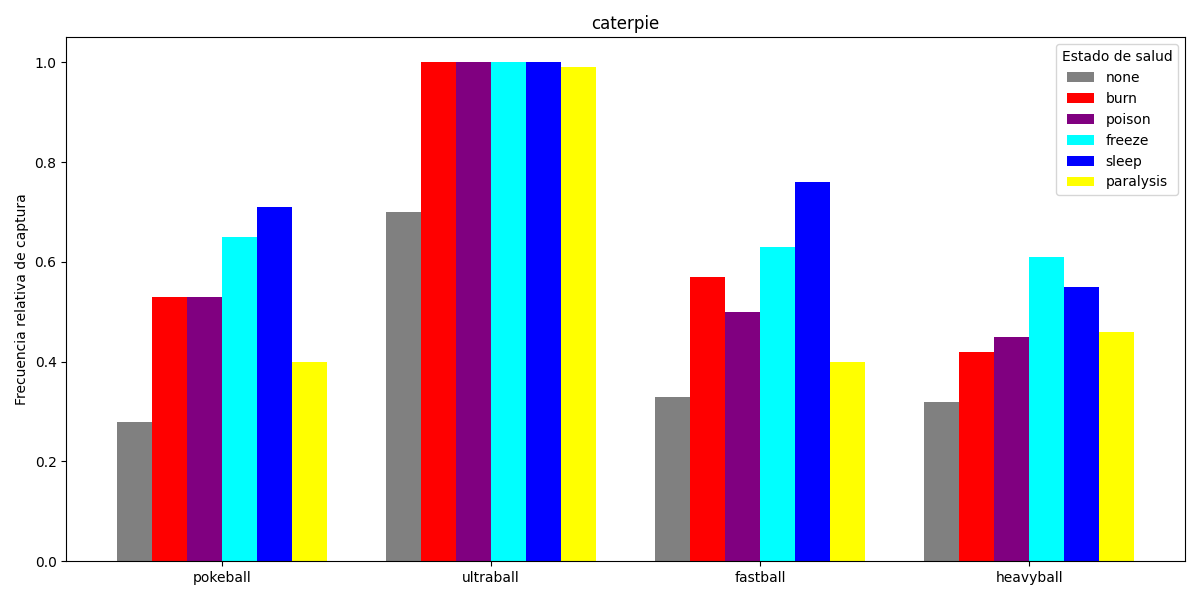 caterpie
Frecuencia relativa de captura
1.0
0.8
0.6
0.4
0.2
0.0
Estado de salud
none
burn
poison
freeze
sleep
paralysis
pokeball
ultraball
fastball
heavyball